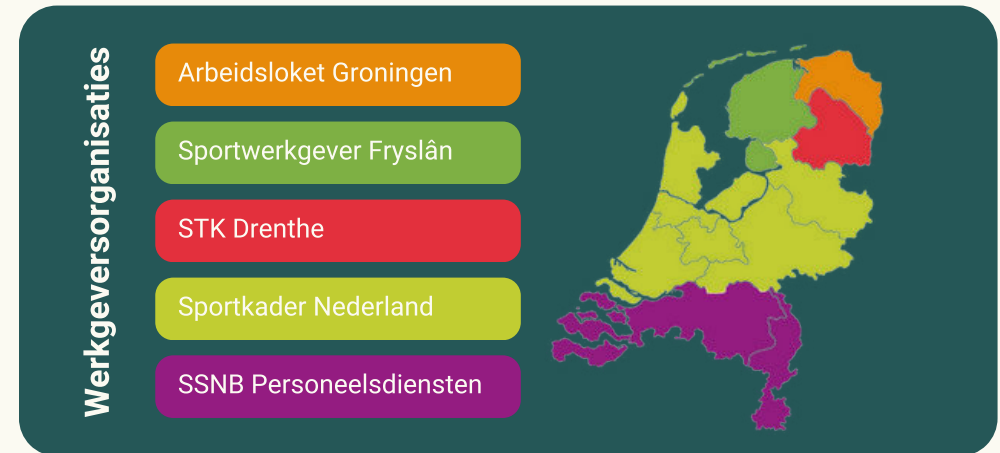 Werkgeversorganisaties
Arbeidsloket Groningen
Sportwerkgever Fryslân
STK Drenthe
Sportkader Nederland
SSNB Personeelsdiensten